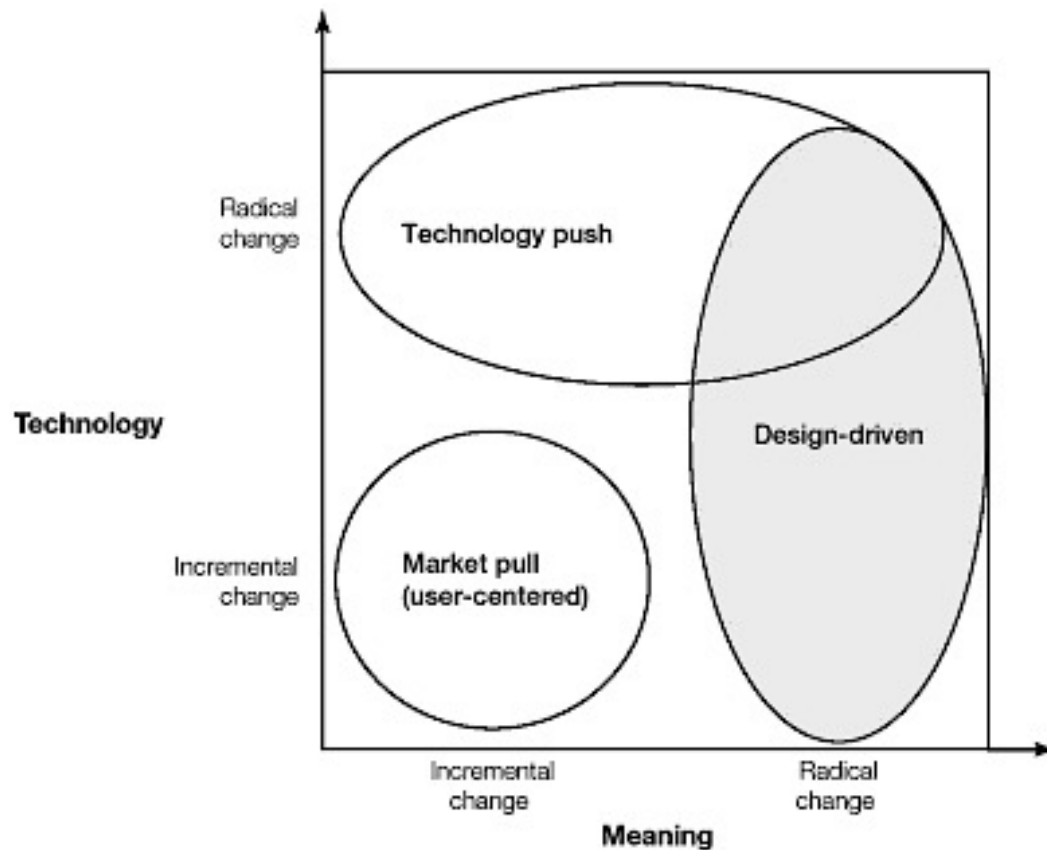 Radical
change
Technology push
Technology
Design-driven
Incremental
change
Market pull
(user-centered)
Incremental
change
Radical
change
Meaning